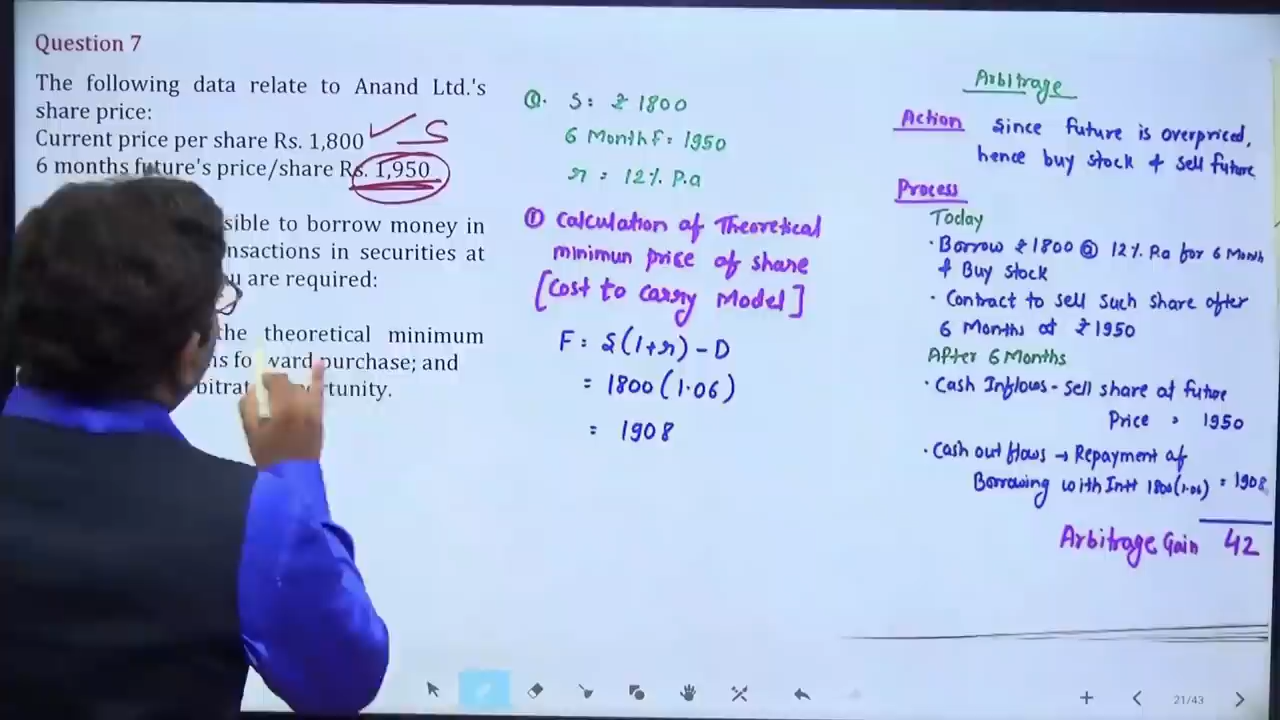 Question 7
The following data relate to Anand Ltd.'s
share price:
Current price per share Rs. 1,800 S
6 months future's price/share Rs. 1,950
sible to borrow money in
nsactions in securities at
u are required:
the theoretical minimum
ns forward purchase; and
bitrat rtunity.
Q. S: ₹ 1800
6 Month F: 1950
r: 12% P.a
① Calculation of Theoretical
minimun price of share
[Cost to Carry Model]
F: S(1+r) - D
= 1800 (1.06)
= 1908
Arbitrage
Action Since future is overpriced,
hence buy stock & sell future
Process
Today
· Borrow ₹1800 @ 12% P.a for 6 Month
& Buy stock
· Contract to sell such share after
6 Months at ₹1950
After 6 Months
· Cash Inflows - Sell share at future
Price = 1950
· Cash out flows → Repayment of
Borrowing with Intt 1800(1.06) = 1908
Arbitrage Gain 42
21/43